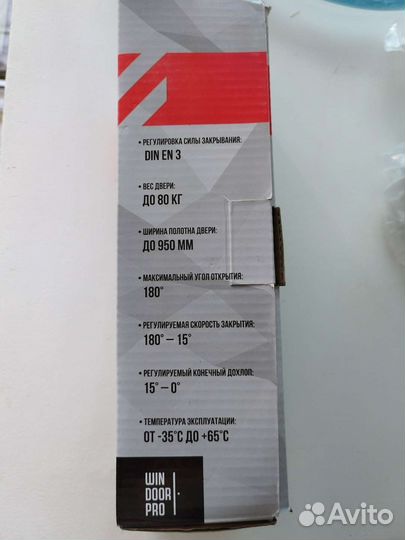 • РЕГУЛИРОВКА СИЛЫ ЗАКРЫВАНИЯ:
DIN EN 3
• ВЕС ДВЕРИ:
ДО 80 КГ
• ШИРИНА ПОЛОТНА ДВЕРИ:
ДО 950 ММ
• МАКСИМАЛЬНЫЙ УГОЛ ОТКРЫТИЯ:
180°
• РЕГУЛИРУЕМАЯ СКОРОСТЬ ЗАКРЫТИЯ:
180° – 15°
• РЕГУЛИРУЕМЫЙ КОНЕЧНЫЙ ДОХЛОП:
15° – 0°
• ТЕМПЕРАТУРА ЭКСПЛУАТАЦИИ:
ОТ -35°С ДО +65°С
WIN
DOOR
PRO
Avito